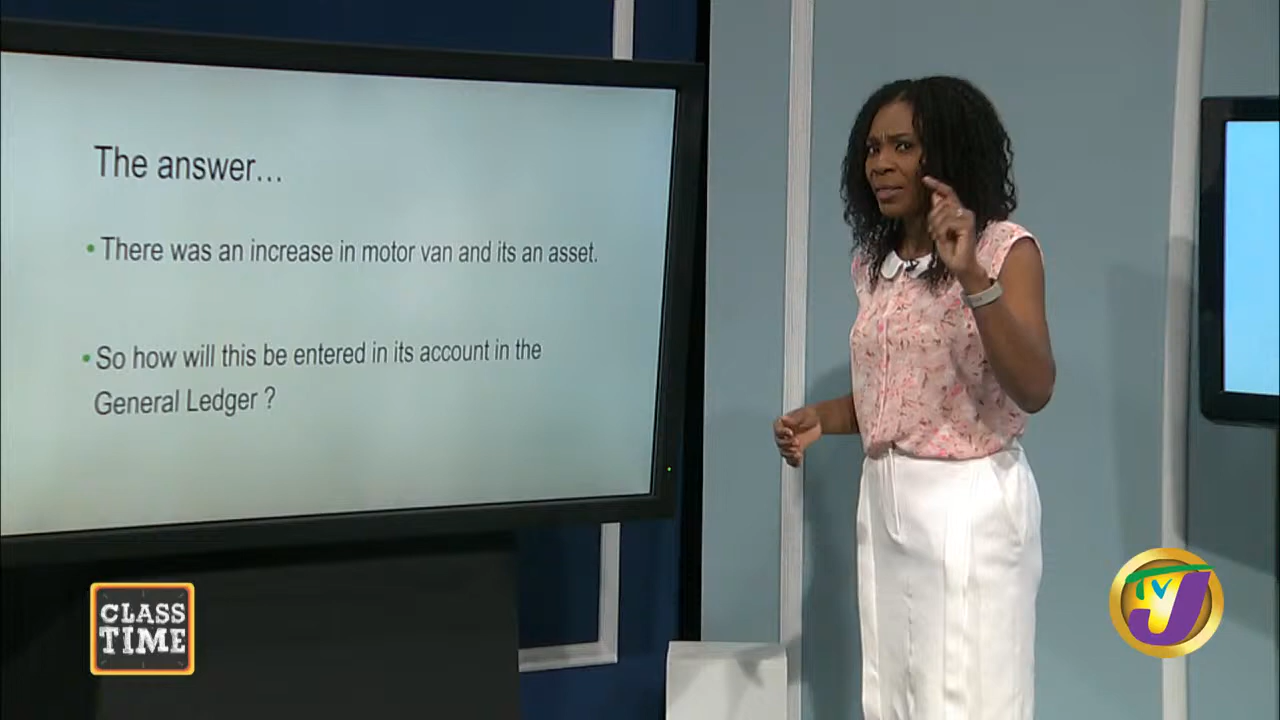 The answer...
• There was an increase in motor van and its an asset.
• So how will this be entered in its account in the
General Ledger ?
CLASS
TIME
TVJ